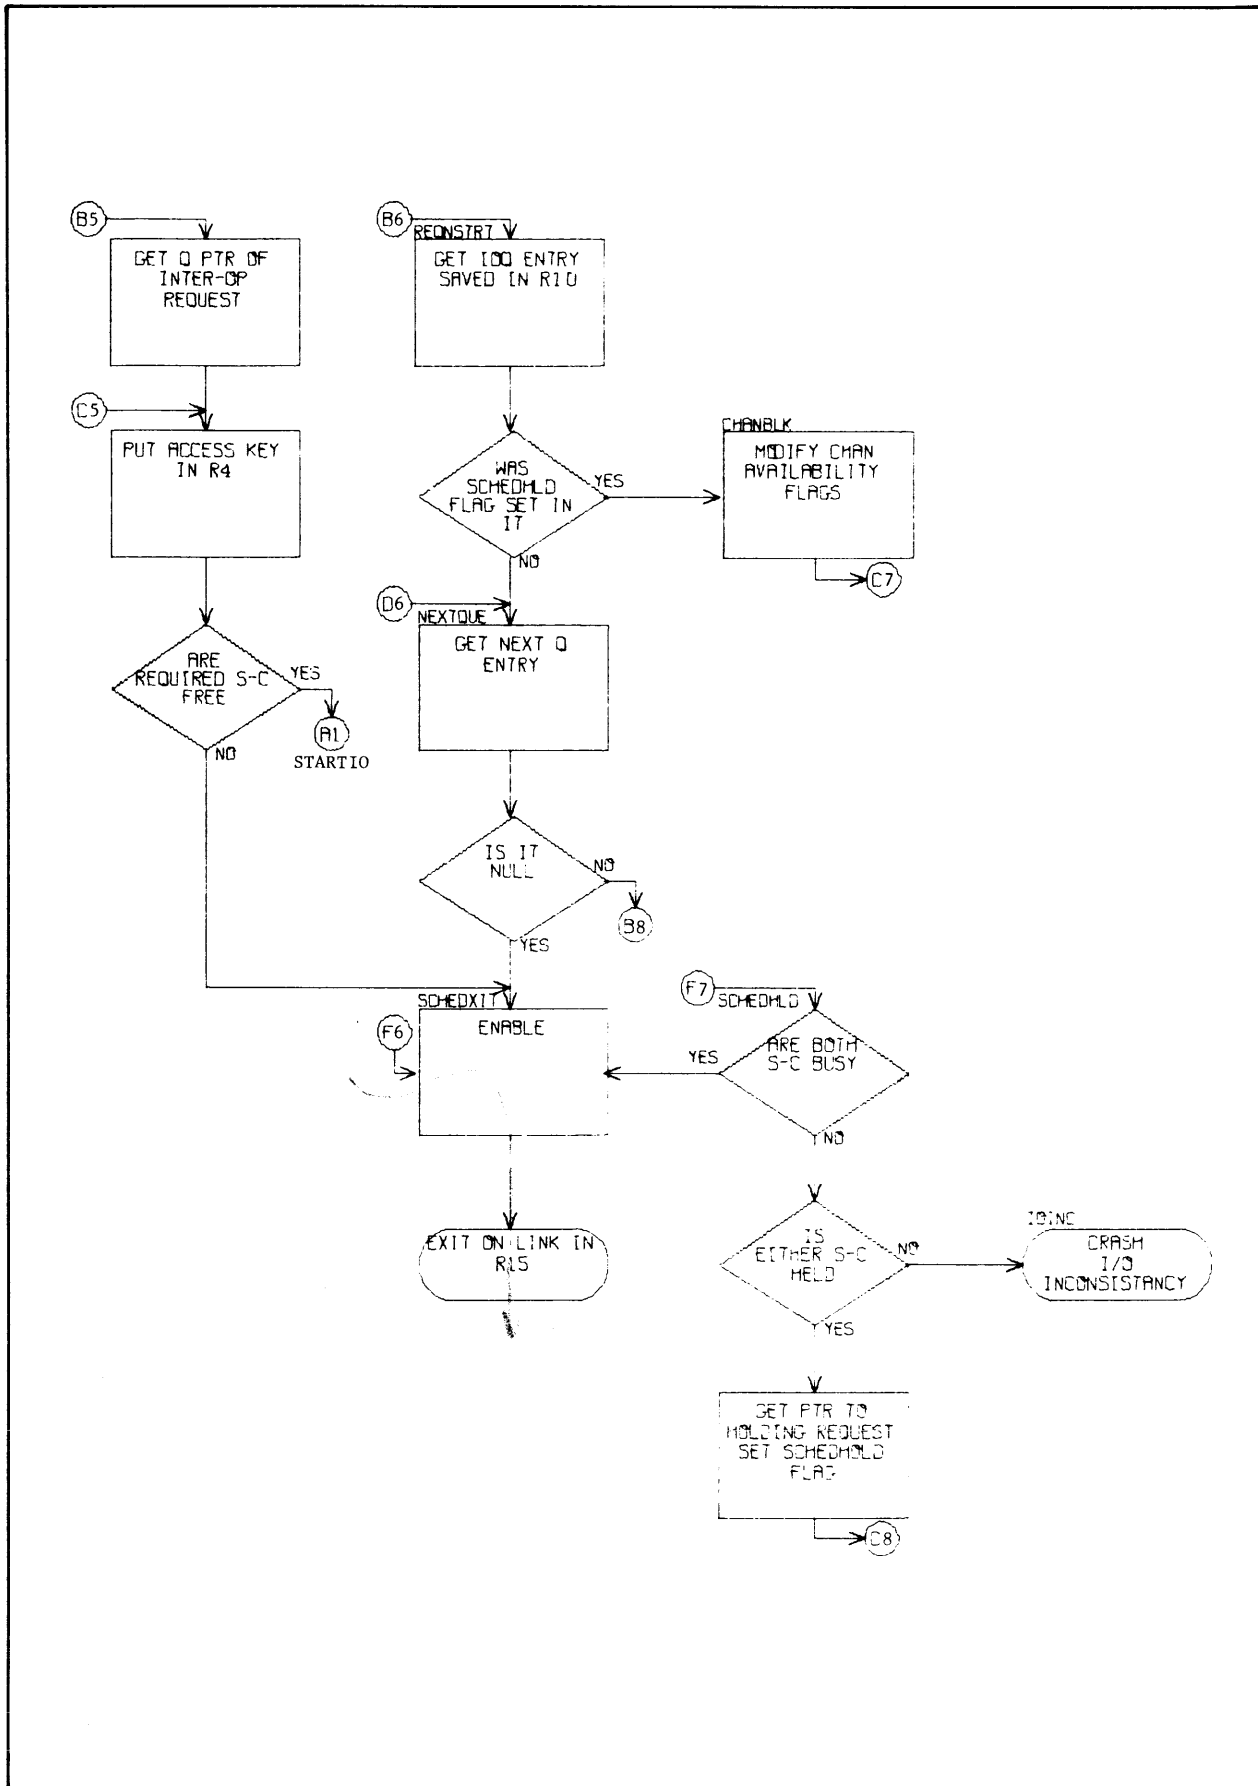 B5
GET Q PTR OF
INTER-OP
REQUEST
C5
PUT ACCESS KEY
IN R4
ARE
REQUIRED S-C
FREE
YES
A1
STARTIO
NO
B6
REQNSTRT
GET IOQ ENTRY
SAVED IN R10
WAS
SCHEDHLD
FLAG SET IN
IT
YES
NO
CHANBLK
MODIFY CHAN
AVAILABILITY
FLAGS
C7
D6
NEXTQUE
GET NEXT Q
ENTRY
IS IT
NULL
NO
B8
YES
SCHEDXIT
F6
ENABLE
EXIT ON LINK IN
R15
F7
SCHEDHLD
ARE BOTH
S-C BUSY
YES
NO
IS
EITHER S-C
HELD
NO
YES
IOINC
CRASH
I/O
INCONSISTANCY
GET PTR TO
HOLDING REQUEST
SET SCHEDHOLD
FLAG
C8